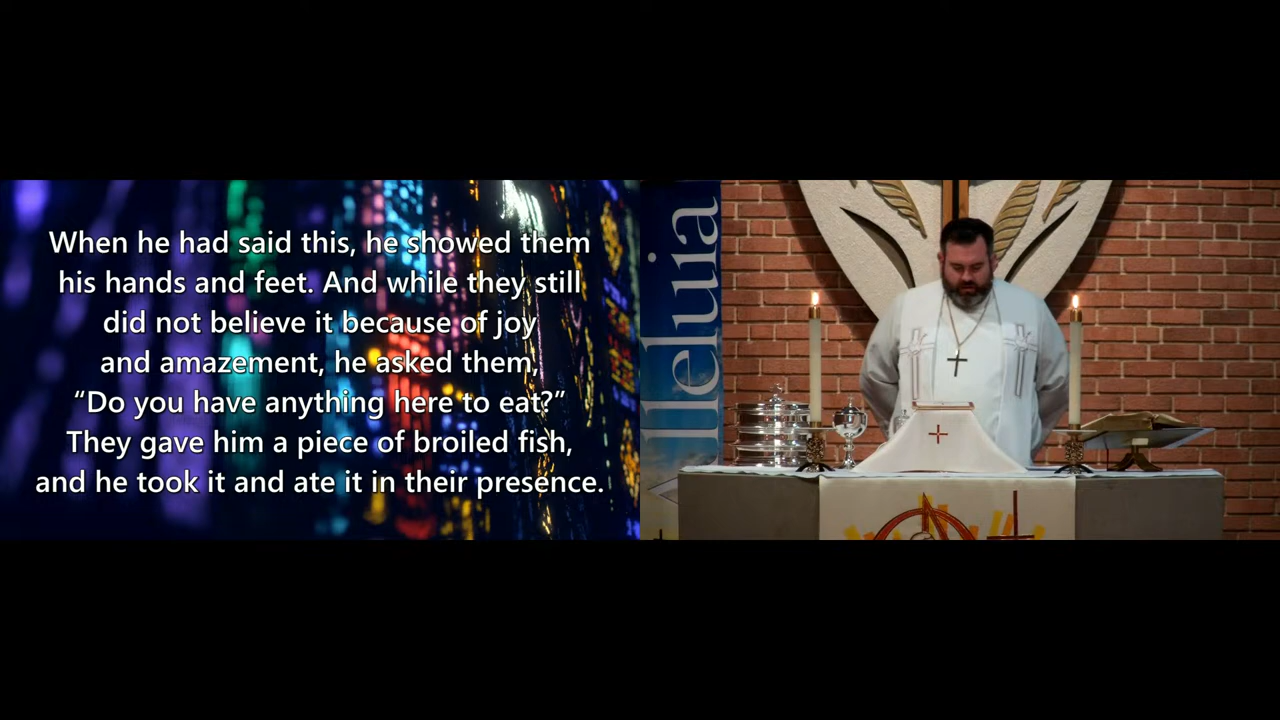 When he had said this, he showed them
his hands and feet. And while they still
did not believe it because of joy
and amazement, he asked them,
“Do you have anything here to eat?”
They gave him a piece of broiled fish,
and he took it and ate it in their presence.
lleluia